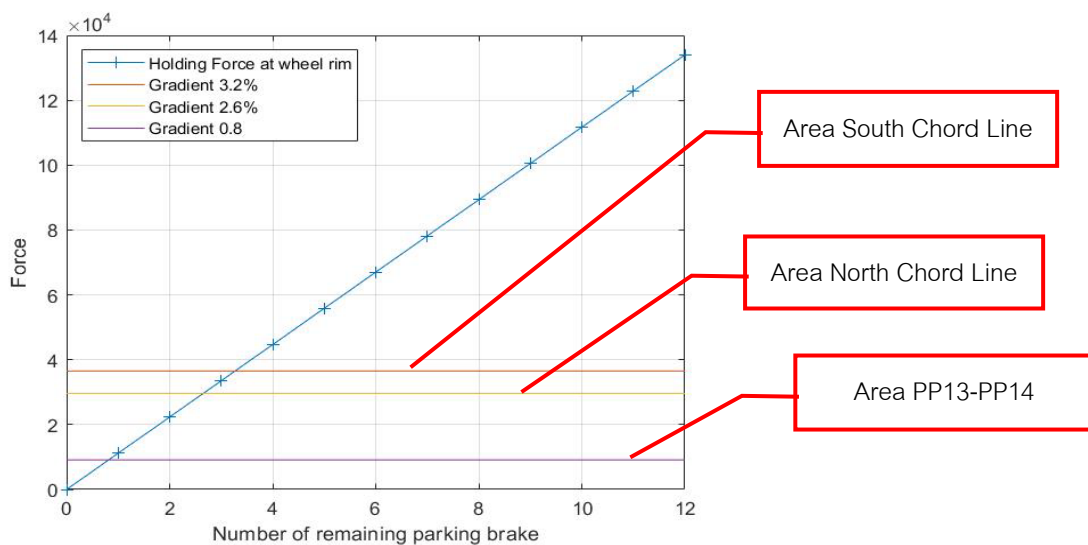 ×10⁴
14
12
10
8
6
4
2
0
Force
Holding Force at wheel rim
Gradient 3.2%
Gradient 2.6%
Gradient 0.8
0 2 4 6 8 10 12
Number of remaining parking brake
Area South Chord Line
Area North Chord Line
Area PP13-PP14